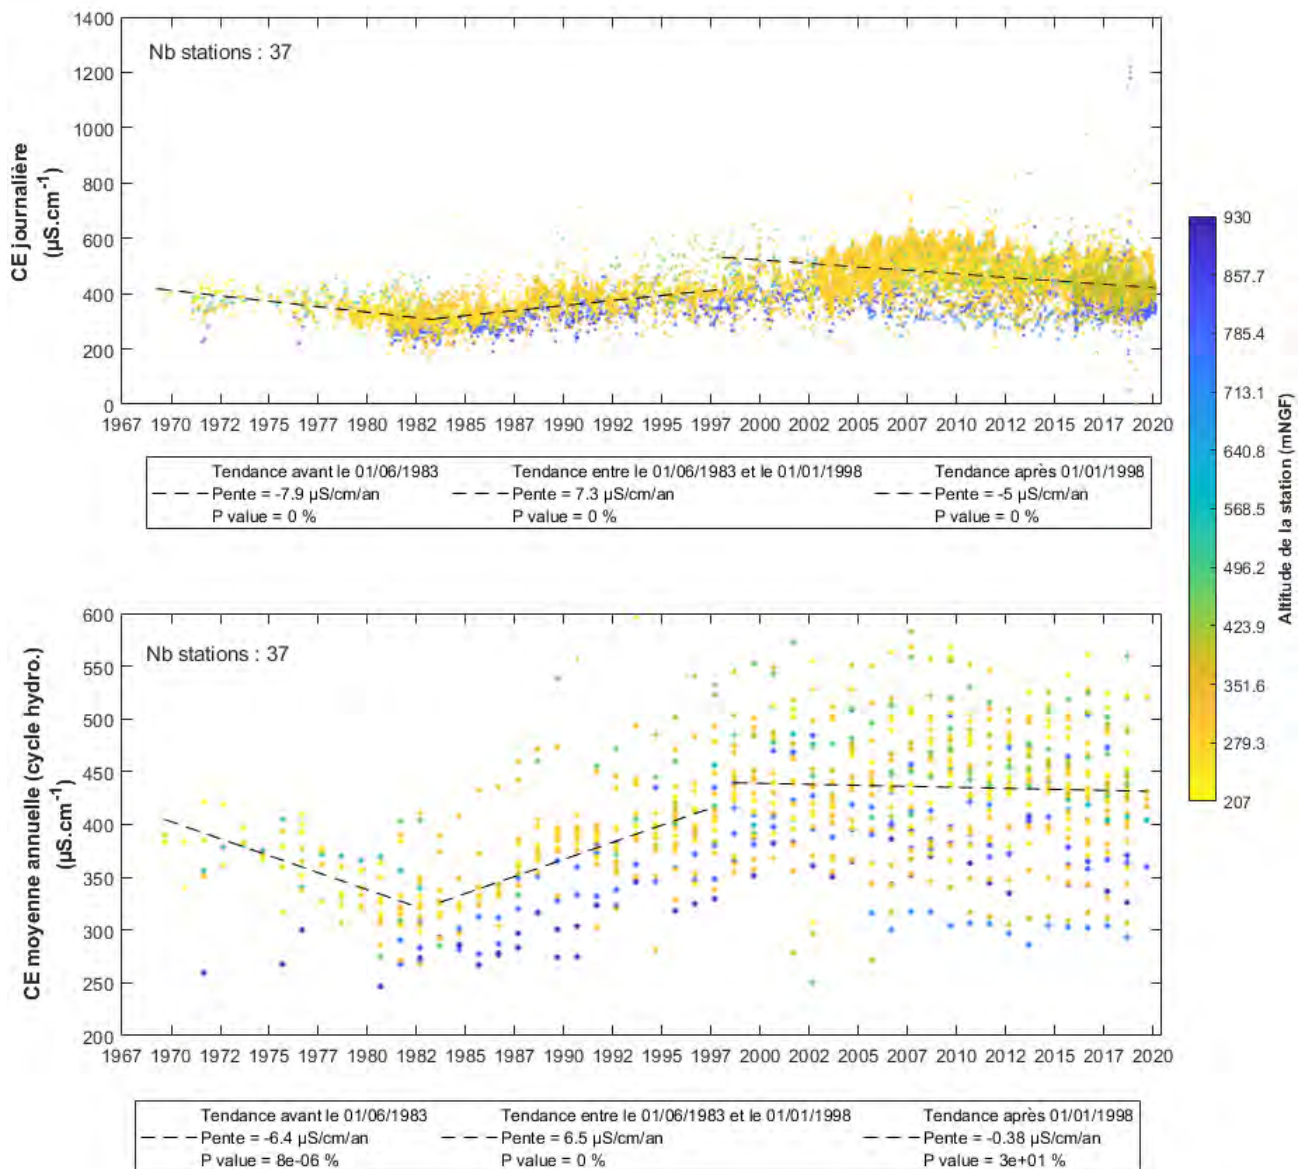 1400
1200
1000
800
600
400
200
0
CE journalière
(µS.cm-1)
Nb stations : 37
1967 1970 1972 1975 1977 1980 1982 1985 1987 1990 1992 1995 1997 2000 2002 2005 2007 2010 2012 2015 2017 2020
Tendance avant le 01/06/1983 Tendance entre le 01/06/1983 et le 01/01/1998 Tendance après 01/01/1998
Pente = -7.9 µS/cm/an Pente = 7.3 µS/cm/an Pente = -5 µS/cm/an
P value = 0 % P value = 0 % P value = 0 %
930
857.7
785.4
713.1
640.8
568.5
496.2
423.9
351.6
279.3
207
Altitude de la station (mNGF)
600
550
500
450
400
350
300
250
200
CE moyenne annuelle (cycle hydro.)
(µS.cm-1)
Nb stations : 37
1967 1970 1972 1975 1977 1980 1982 1985 1987 1990 1992 1995 1997 2000 2002 2005 2007 2010 2012 2015 2017 2020
Tendance avant le 01/06/1983 Tendance entre le 01/06/1983 et le 01/01/1998 Tendance après 01/01/1998
Pente = -6.4 µS/cm/an Pente = 6.5 µS/cm/an Pente = -0.38 µS/cm/an
P value = 8e-06 % P value = 0 % P value = 3e+01 %